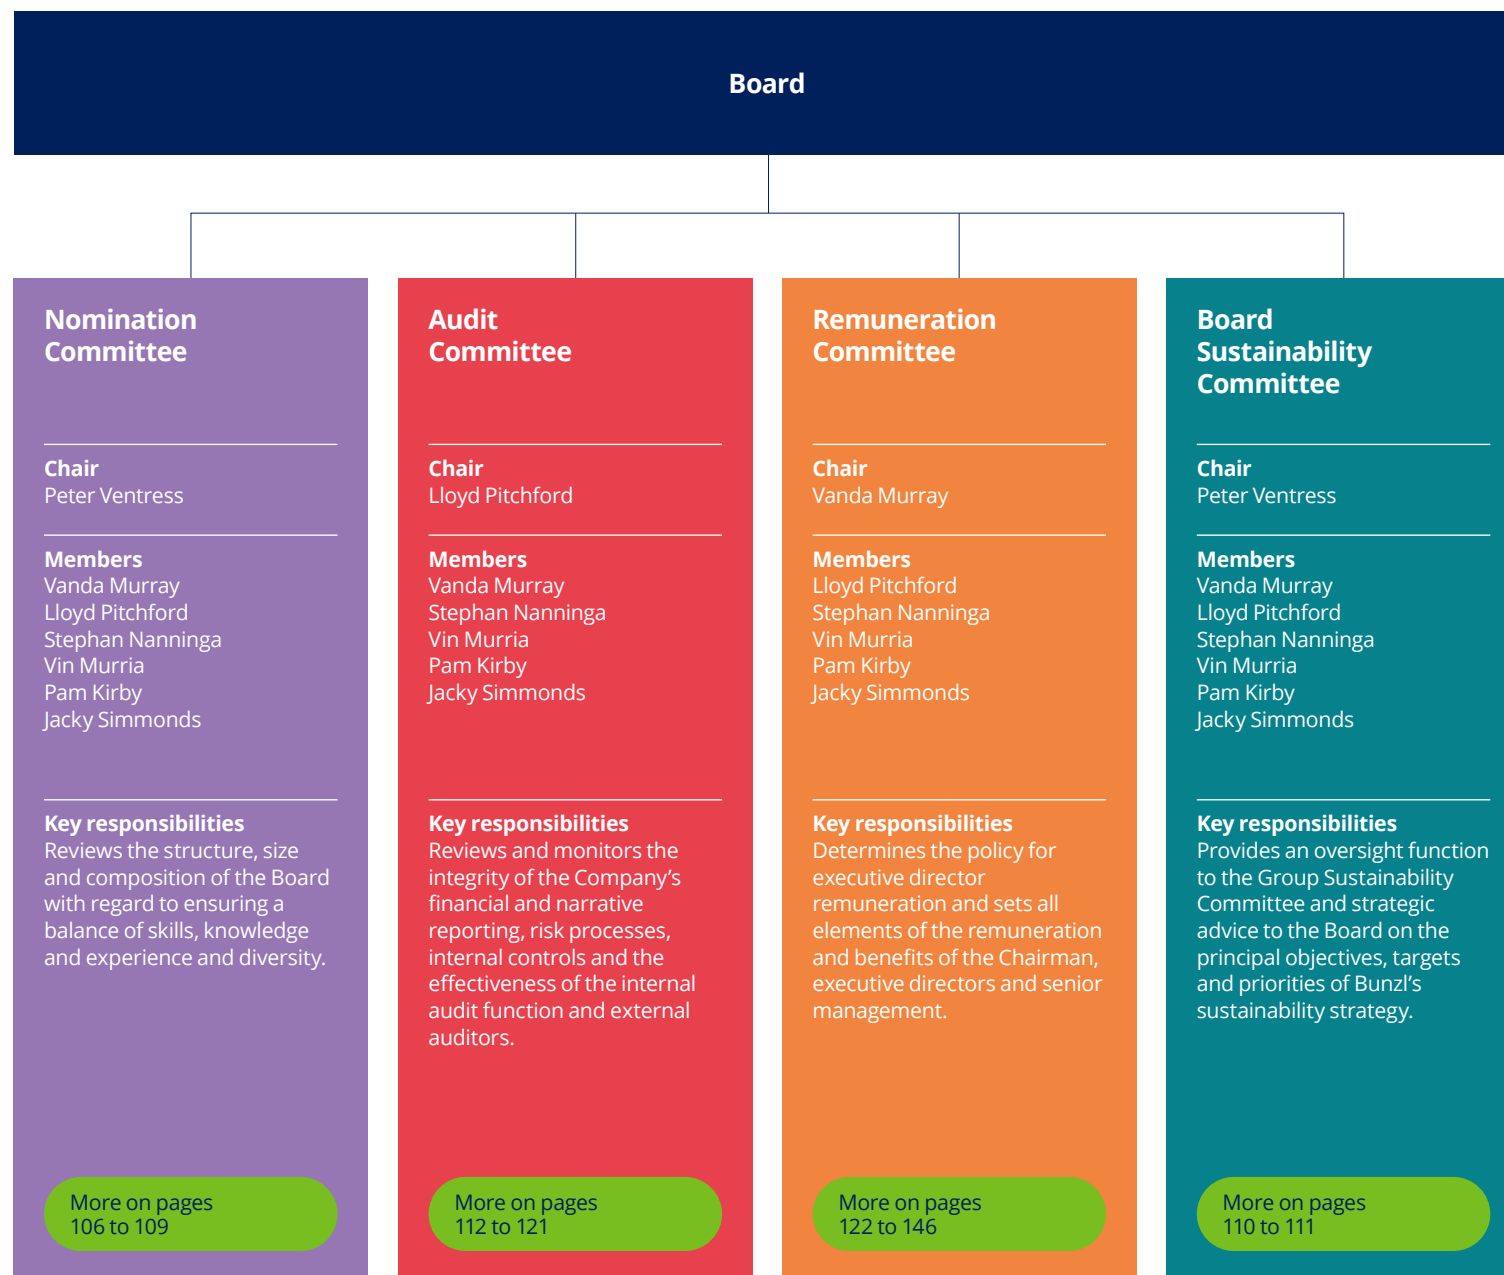 Board
Nomination
Committee
Chair
Peter Ventress
Members
Vanda Murray
Lloyd Pitchford
Stephan Nanninga
Vin Murria
Pam Kirby
Jacky Simmonds
Key responsibilities
Reviews the structure, size
and composition of the Board
with regard to ensuring a
balance of skills, knowledge
and experience and diversity.
More on pages
106 to 109
Audit
Committee
Chair
Lloyd Pitchford
Members
Vanda Murray
Stephan Nanninga
Vin Murria
Pam Kirby
Jacky Simmonds
Key responsibilities
Reviews and monitors the
integrity of the Company’s
financial and narrative
reporting, risk processes,
internal controls and the
effectiveness of the internal
audit function and external
auditors.
More on pages
112 to 121
Remuneration
Committee
Chair
Vanda Murray
Members
Lloyd Pitchford
Stephan Nanninga
Vin Murria
Pam Kirby
Jacky Simmonds
Key responsibilities
Determines the policy for
executive director
remuneration and sets all
elements of the remuneration
and benefits of the Chairman,
executive directors and senior
management.
More on pages
122 to 146
Board
Sustainability
Committee
Chair
Peter Ventress
Members
Vanda Murray
Lloyd Pitchford
Stephan Nanninga
Vin Murria
Pam Kirby
Jacky Simmonds
Key responsibilities
Provides an oversight function
to the Group Sustainability
Committee and strategic
advice to the Board on the
principal objectives, targets
and priorities of Bunzl’s
sustainability strategy.
More on pages
110 to 111